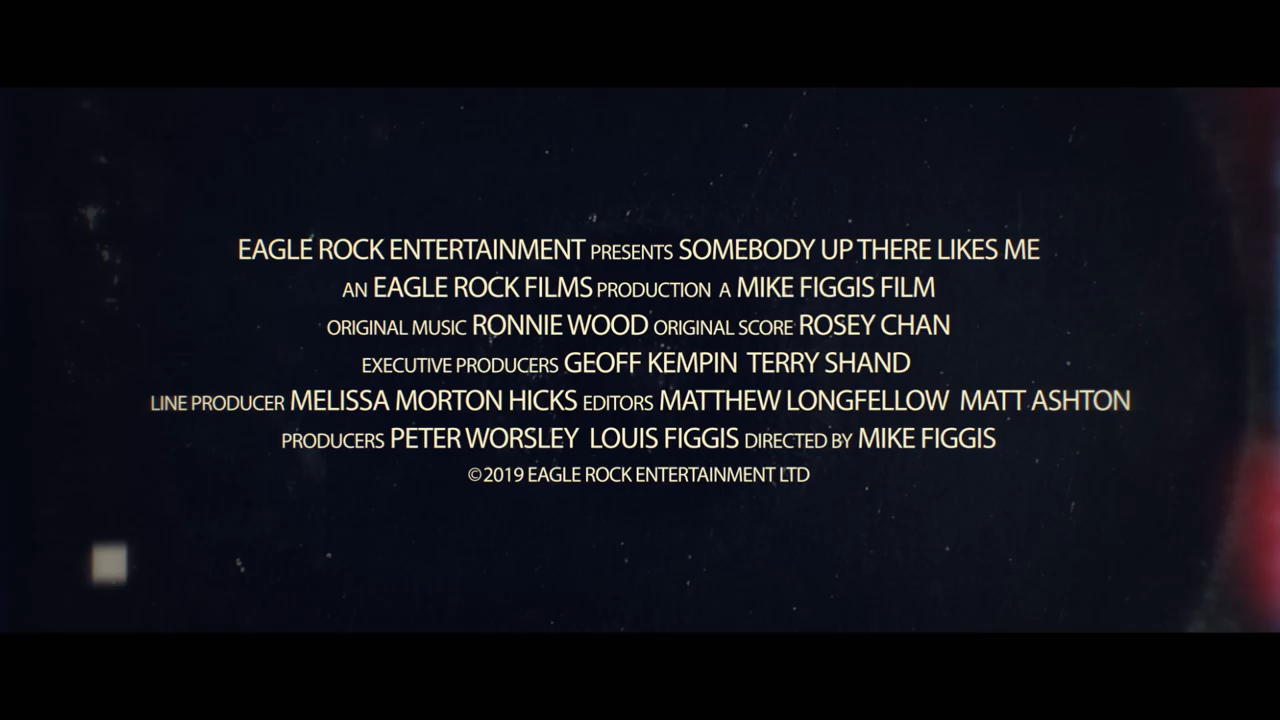 EAGLE ROCK ENTERTAINMENT PRESENTS SOMEBODY UP THERE LIKES ME
AN EAGLE ROCK FILMS PRODUCTION A MIKE FIGGIS FILM
ORIGINAL MUSIC RONNIE WOOD ORIGINAL SCORE ROSEY CHAN
EXECUTIVE PRODUCERS GEOFF KEMPIN TERRY SHAND
LINE PRODUCER MELISSA MORTON HICKS EDITORS MATTHEW LONGFELLOW MATT ASHTON
PRODUCERS PETER WORSLEY LOUIS FIGGIS DIRECTED BY MIKE FIGGIS
©2019 EAGLE ROCK ENTERTAINMENT LTD